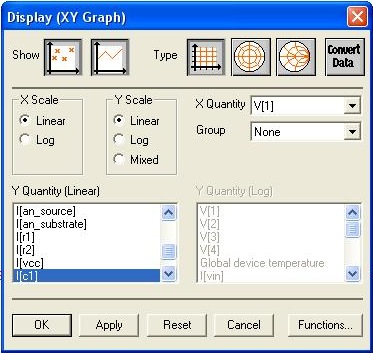 Display (XY Graph)
Show
Type
Convert
Data
X Scale
Linear
Log
Y Scale
Linear
Log
Mixed
X Quantity V[1]
Group None
Y Quantity (Linear)
I[an_source]
I[an_substrate]
I[r1]
I[r2]
I[vcc]
I[c1]
Y Quantity (Log)
V[1]
V[2]
V[3]
V[4]
Global device temperature
I[vin]
OK Apply Reset Cancel Functions...